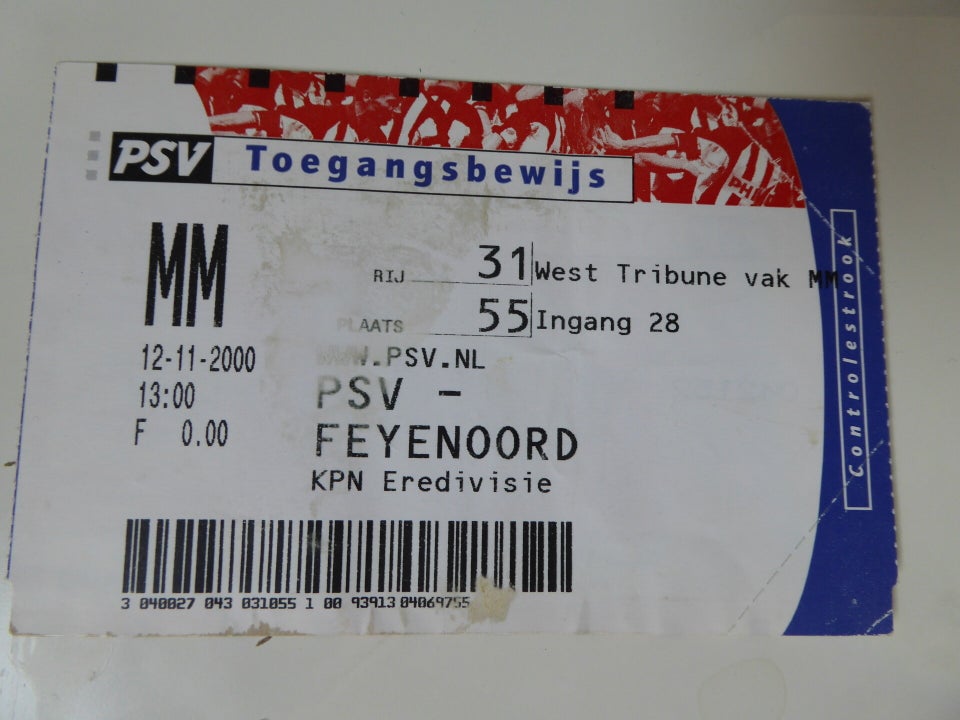 PSV Toegangsbewijs
MM
RIJ 31 West Tribune vak MM
PLAATS 55 Ingang 28
12-11-2000
13:00
F 0.00
WWW.PSV.NL
PSV -
FEYENOORD
KPN Eredivisie
3 040027 043 031055 1 00 93913 04069755
Controlestrook